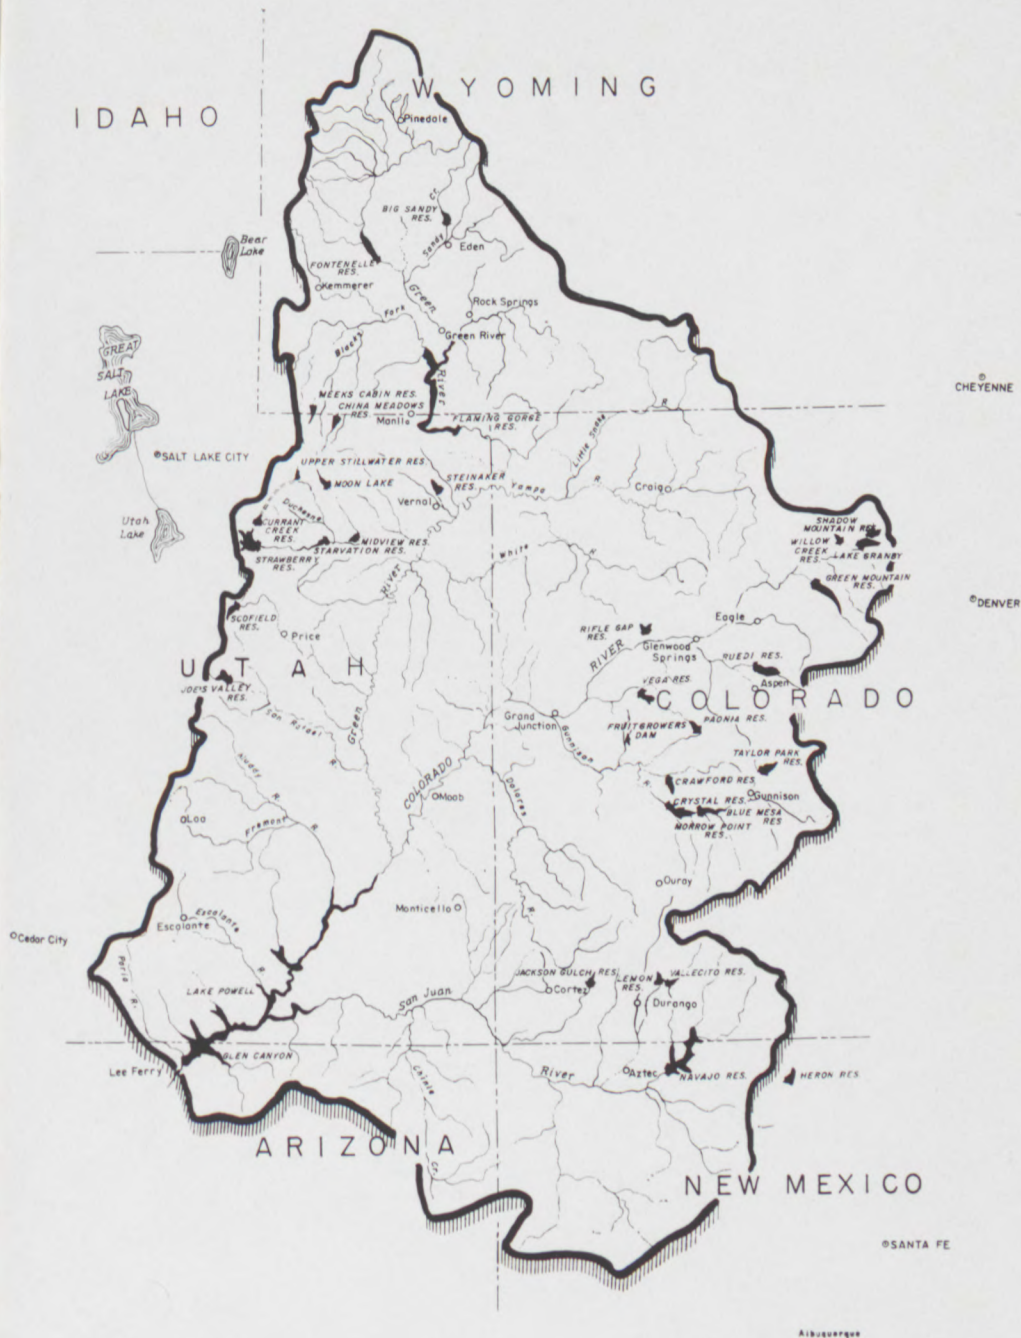 WYOMING
IDAHO
Pinedale
BIG SANDY
RES.
Cr.
Sandy
Eden
Bear
Lake
FONTENELLE
RES.
Kemmerer
Green
Rock Springs
Blacks Fork
Green River
River
GREAT
SALT
LAKE
CHEYENNE
MEEKS CABIN RES.
CHINA MEADOWS
RES.
Manila
FLAMING GORGE
RES.
Little Snake
R.
SALT LAKE CITY
UPPER STILLWATER RES.
MOON LAKE
STEINAKER
RES.
Vernal
Yampa
R.
Craig
Utah
Lake
Duchesne
CURRANT
CREEK
RES.
MIDVIEW RES.
STARVATION RES.
STRAWBERRY
RES.
SHADOW
MOUNTAIN RES.
WILLOW
CREEK
RES.
LAKE GRANBY
White
R.
River
GREEN MOUNTAIN
RES.
DENVER
SCOFIELD
RES.
Price
RIFLE GAP
RES.
Eagle
Glenwood
Springs
RIVER
RUEDI RES.
UTAH
JOE'S VALLEY
RES.
VEGA RES.
Aspen
COLORADO
San Rafael
R.
Green
Grand
Junction
Gunnison
R.
FRUITGROWERS
DAM
PAONIA RES.
TAYLOR PARK
RES.
Muddy
R.
COLORADO
CRAWFORD RES.
Moab
Dolores
R.
CRYSTAL RES.
Gunnison
BLUE MESA
RES
MORROW POINT
RES.
Loa
Fremont
R.
Ouray
Monticello
Escalante
Escalante
R.
Cedar City
Paria R.
LAKE POWELL
JACKSON GULCH RES.
LEMON
RES.
VALLECITO RES.
Cortez
San Juan
Durango
GLEN CANYON
Lee Ferry
River
Aztec
NAVAJO RES.
HERON RES
Chinle
Cr.
ARIZONA
NEW MEXICO
SANTA FE
Albuquerque